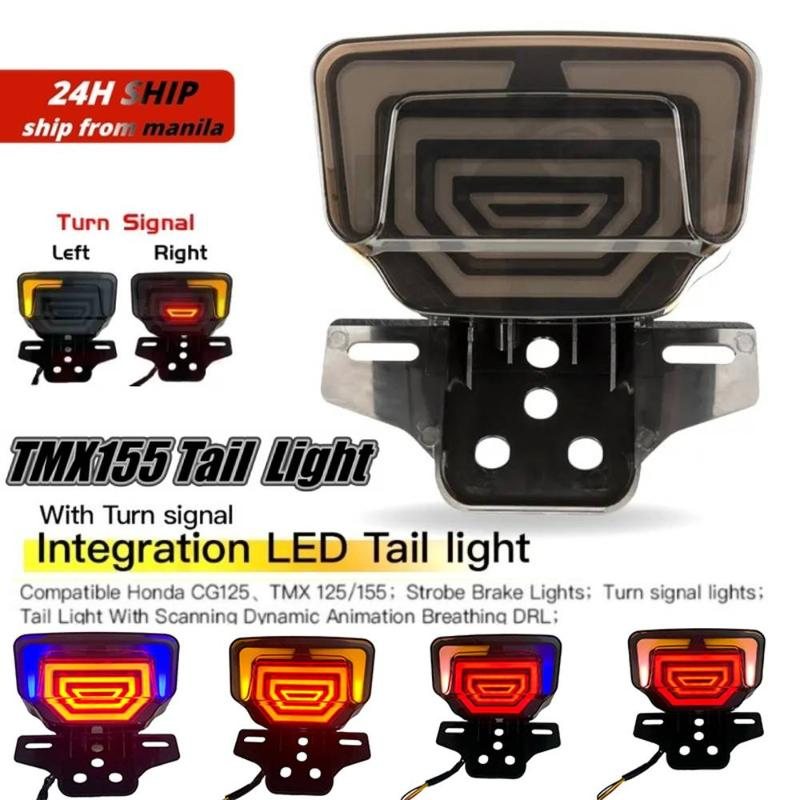 24H SHIP
ship from manila
Turn Signal
Left Right
TMX155 Tail Light
With Turn signal
Integration LED Tail light
Compatible Honda CG125、TMX 125/155；Strobe Brake Lights；Turn signal lights；
Tail Light With Scanning Dynamic Animation Breathing DRL；